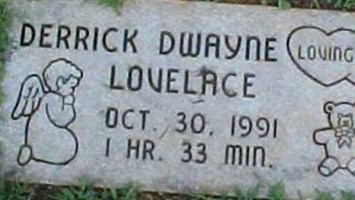 DERRICK DWAYNE
LOVELACE
OCT. 30. 1991
1 HR. 33 MIN.
LOVING